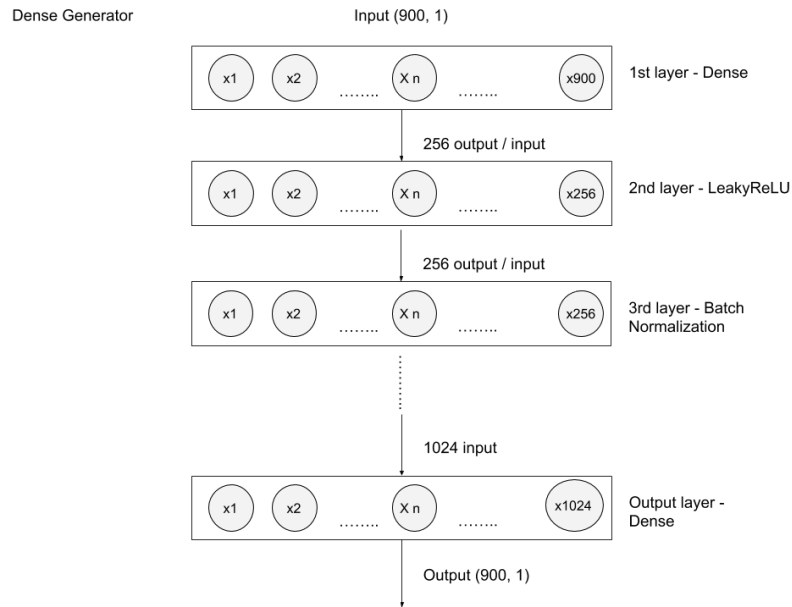 Dense Generator
Input (900, 1)
x1 x2 ........ X n ....... x900
1st layer - Dense
256 output / input
x1 x2 ........ X n ....... x256
2nd layer - LeakyReLU
256 output / input
x1 x2 ........ X n ....... x256
3rd layer - Batch
Normalization
1024 input
x1 x2 ........ X n ....... x1024
Output layer -
Dense
Output (900, 1)